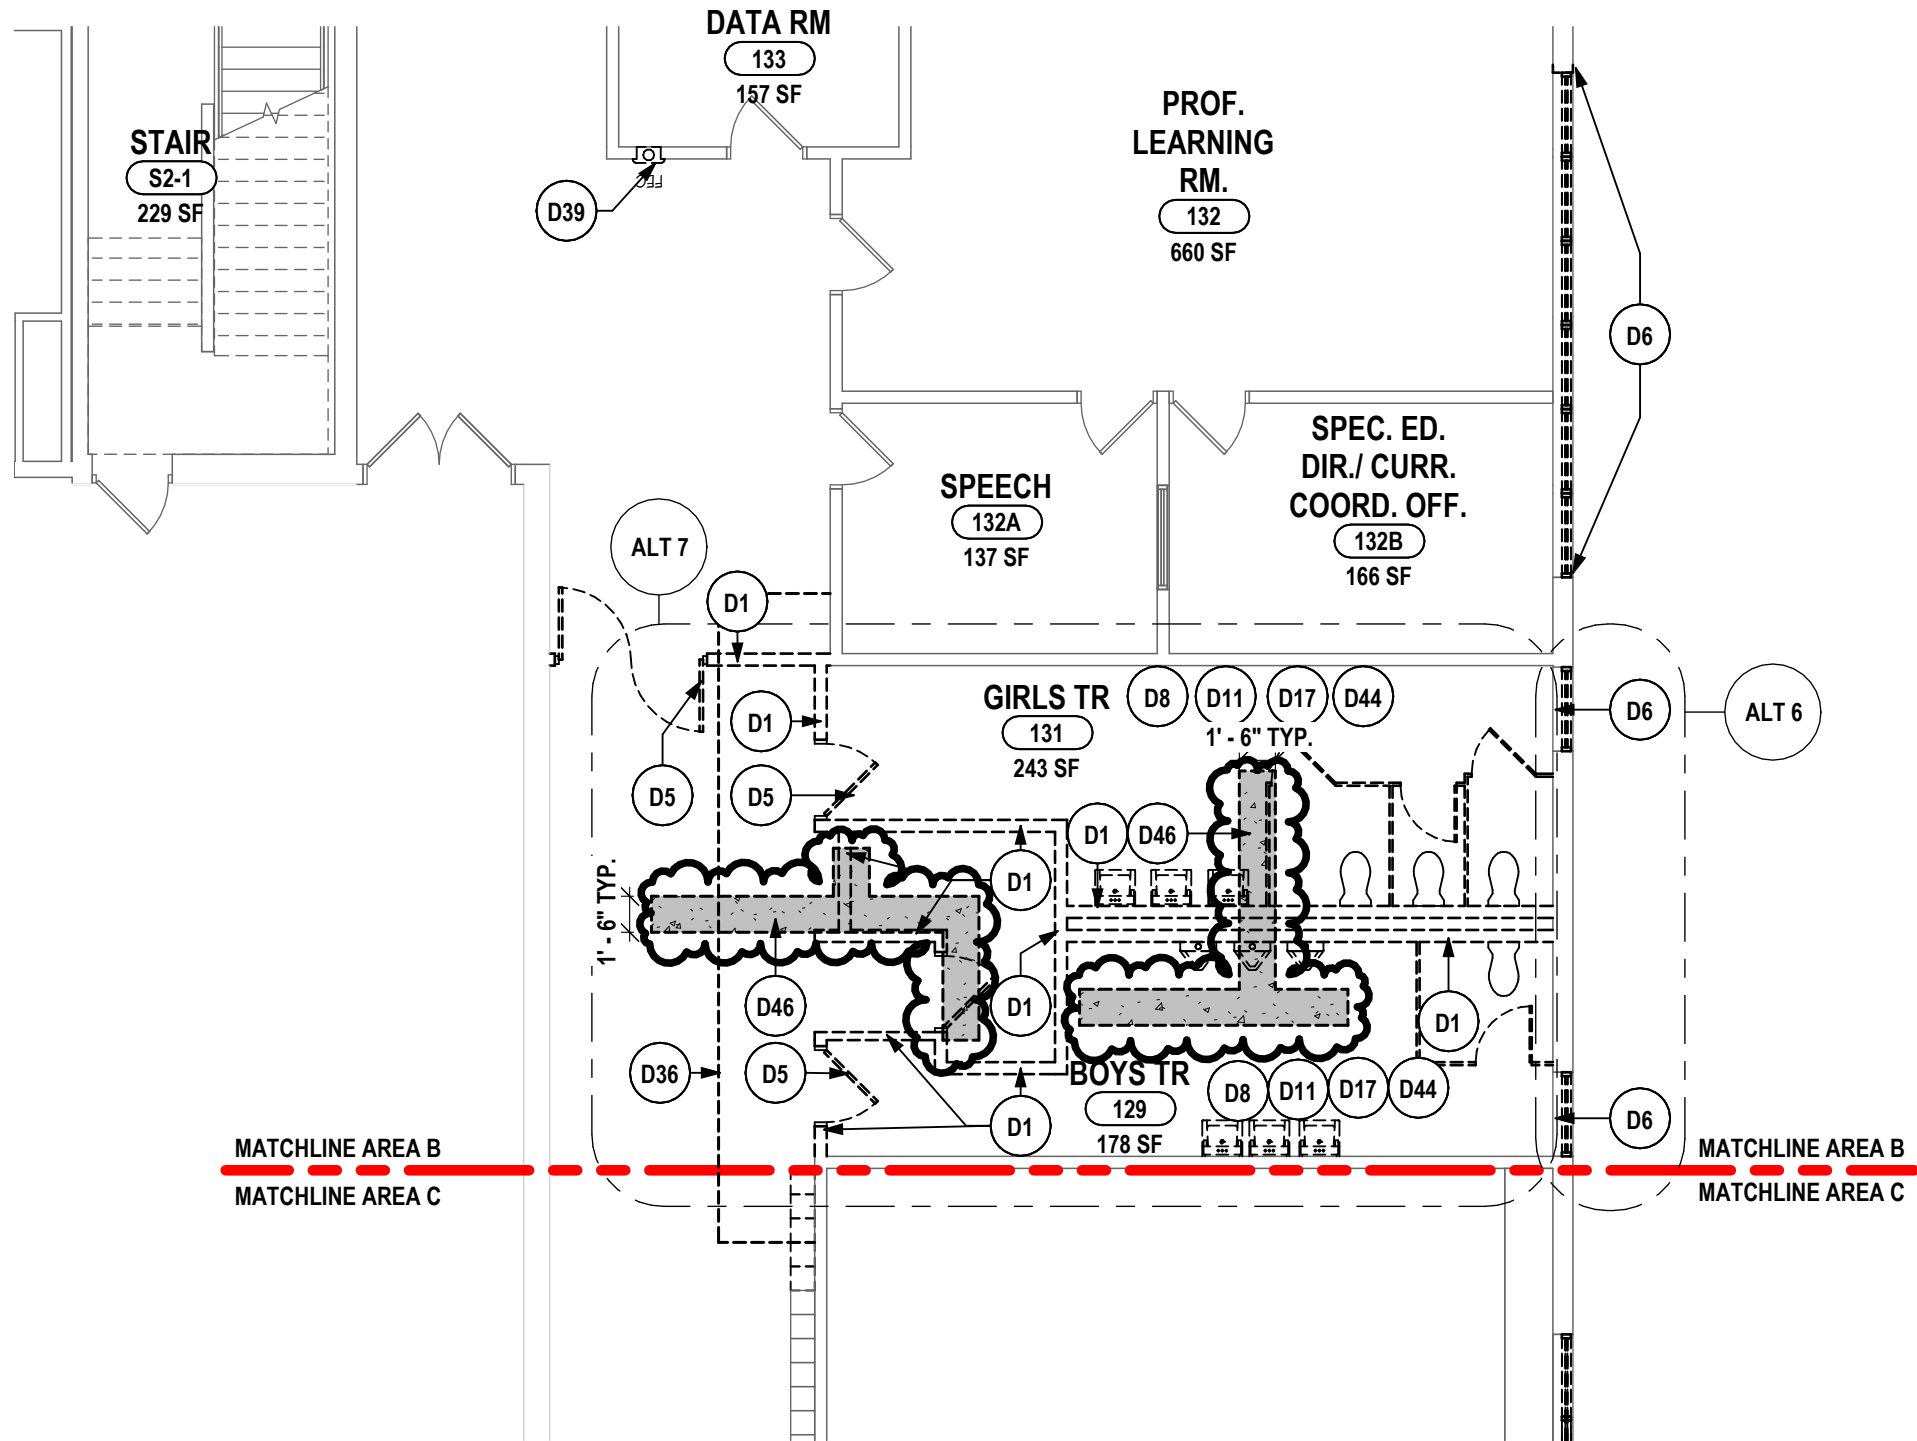 DATA RM
133
157 SF
STAIR
S2-1
229 SF
D39
FEC
PROF.
LEARNING
RM.
132
660 SF
D6
SPEECH
132A
137 SF
SPEC. ED.
DIR./ CURR.
COORD. OFF.
132B
166 SF
ALT 7
D1
GIRLS TR
131
243 SF
D8
D11
D17
D44
1' - 6" TYP.
D6
ALT 6
D1
D5
D5
D1
D46
D1
1' - 6" TYP.
D46
D1
D1
D36
D5
BOYS TR
129
178 SF
D8
D11
D17
D44
D1
D6
MATCHLINE AREA B
MATCHLINE AREA C
MATCHLINE AREA B
MATCHLINE AREA C